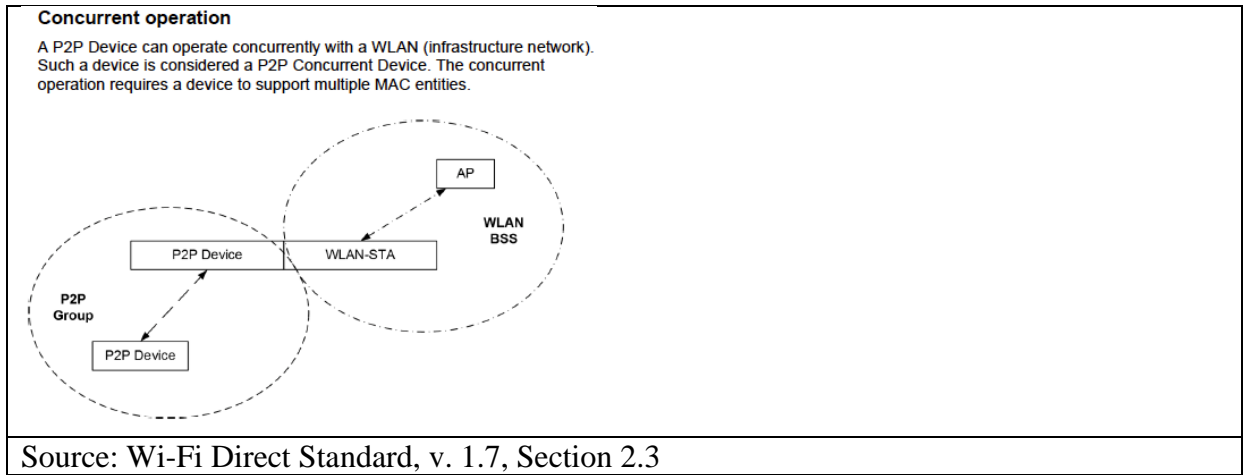 Concurrent operation
A P2P Device can operate concurrently with a WLAN (infrastructure network).
Such a device is considered a P2P Concurrent Device. The concurrent
operation requires a device to support multiple MAC entities.
AP
WLAN
BSS
P2P Device
WLAN-STA
P2P
Group
P2P Device
Source: Wi-Fi Direct Standard, v. 1.7, Section 2.3